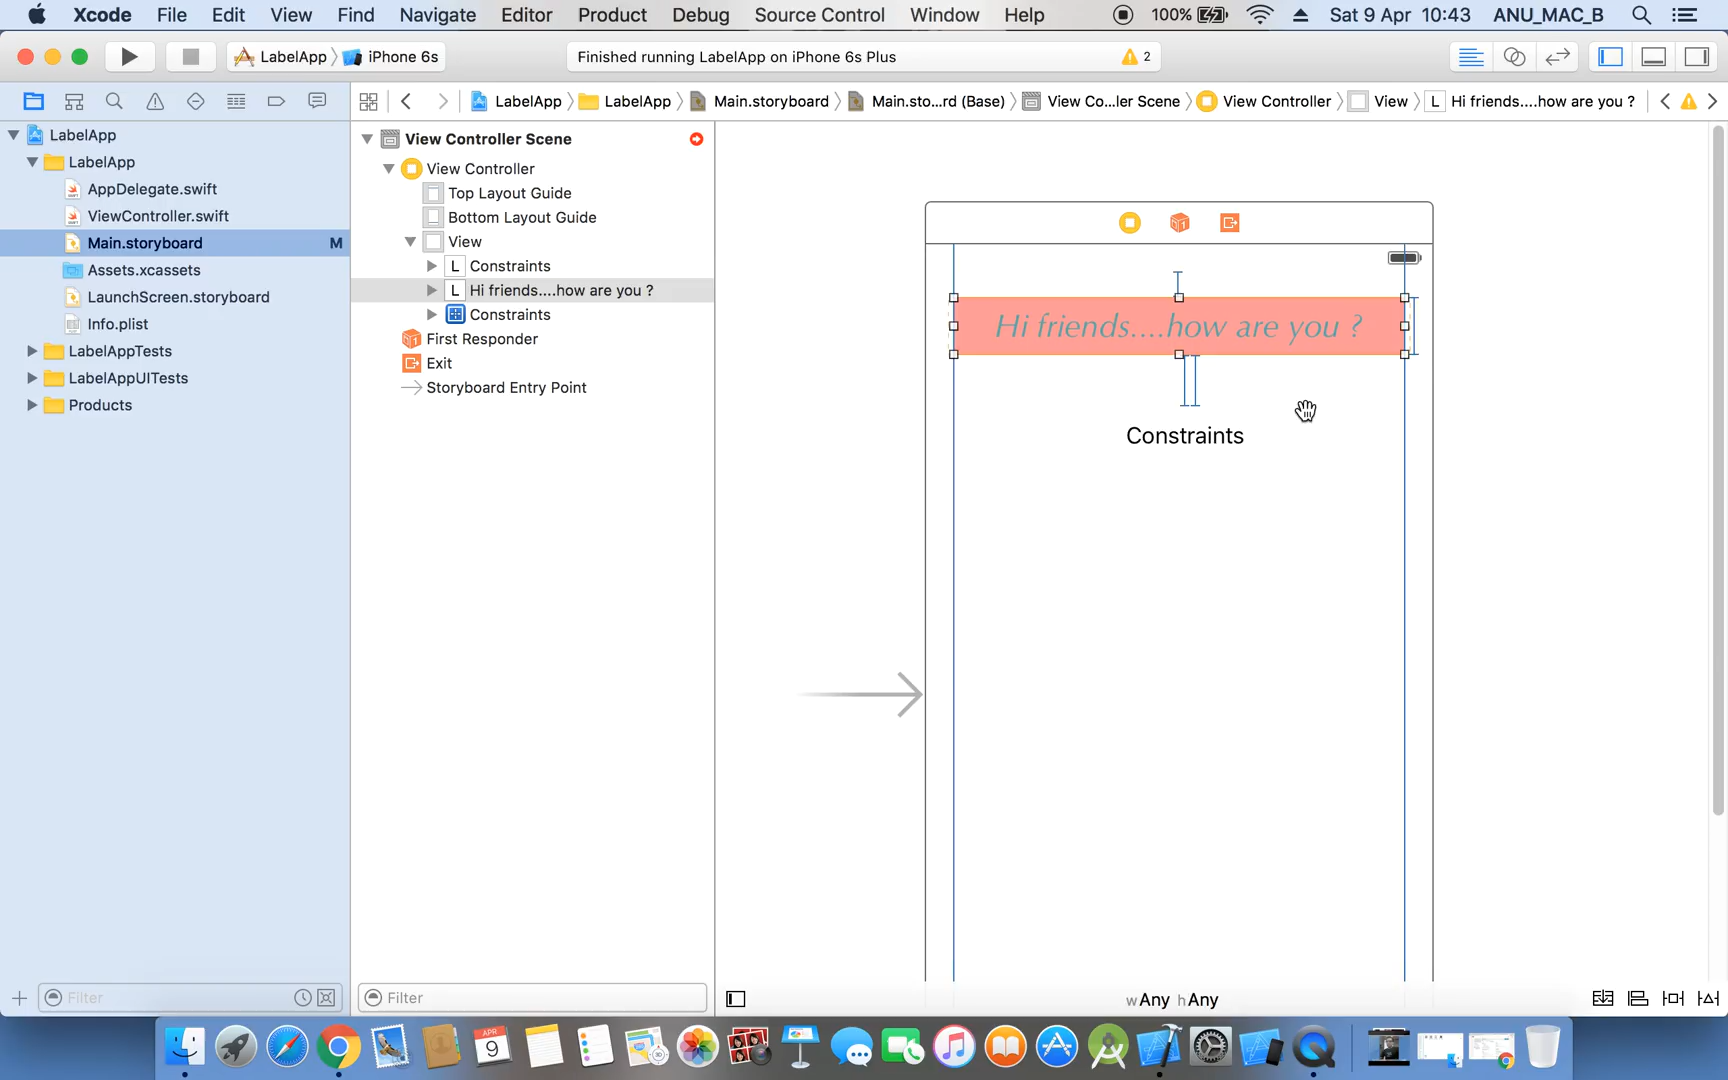 Xcode File Edit View Find Navigate Editor Product Debug Source Control Window Help 100% Sat 9 Apr 10:43 ANU_MAC_B
LabelApp iPhone 6s Finished running LabelApp on iPhone 6s Plus 2
LabelApp LabelApp Main.storyboard Main.sto...rd (Base) View Co...ler Scene View Controller View L Hi friends....how are you ?
LabelApp
LabelApp
AppDelegate.swift
ViewController.swift
Main.storyboard M
Assets.xcassets
LaunchScreen.storyboard
Info.plist
LabelAppTests
LabelAppUITests
Products
View Controller Scene
View Controller
Top Layout Guide
Bottom Layout Guide
View
L Constraints
L Hi friends....how are you ?
Constraints
First Responder
Exit
Storyboard Entry Point
Hi friends....how are you ?
Constraints
Filter
Filter
wAny hAny
APR
9